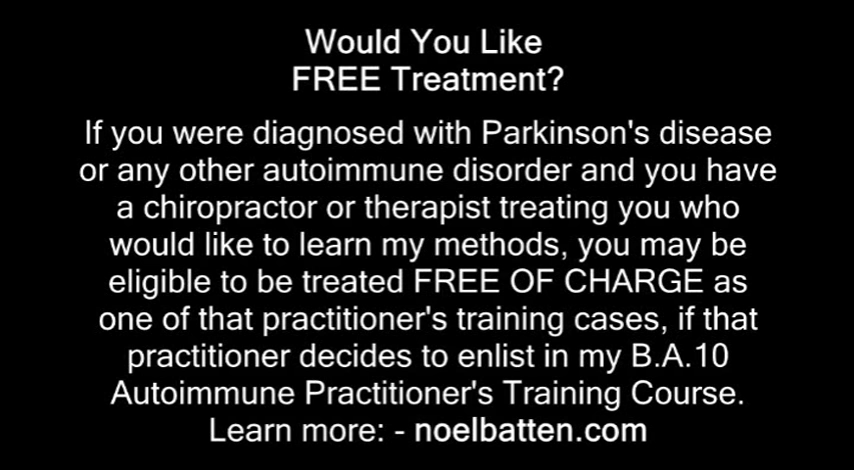 Would You Like
FREE Treatment?
If you were diagnosed with Parkinson's disease
or any other autoimmune disorder and you have
a chiropractor or therapist treating you who
would like to learn my methods, you may be
eligible to be treated FREE OF CHARGE as
one of that practitioner's training cases, if that
practitioner decides to enlist in my B.A.10
Autoimmune Practitioner's Training Course.
Learn more: - noelbatten.com